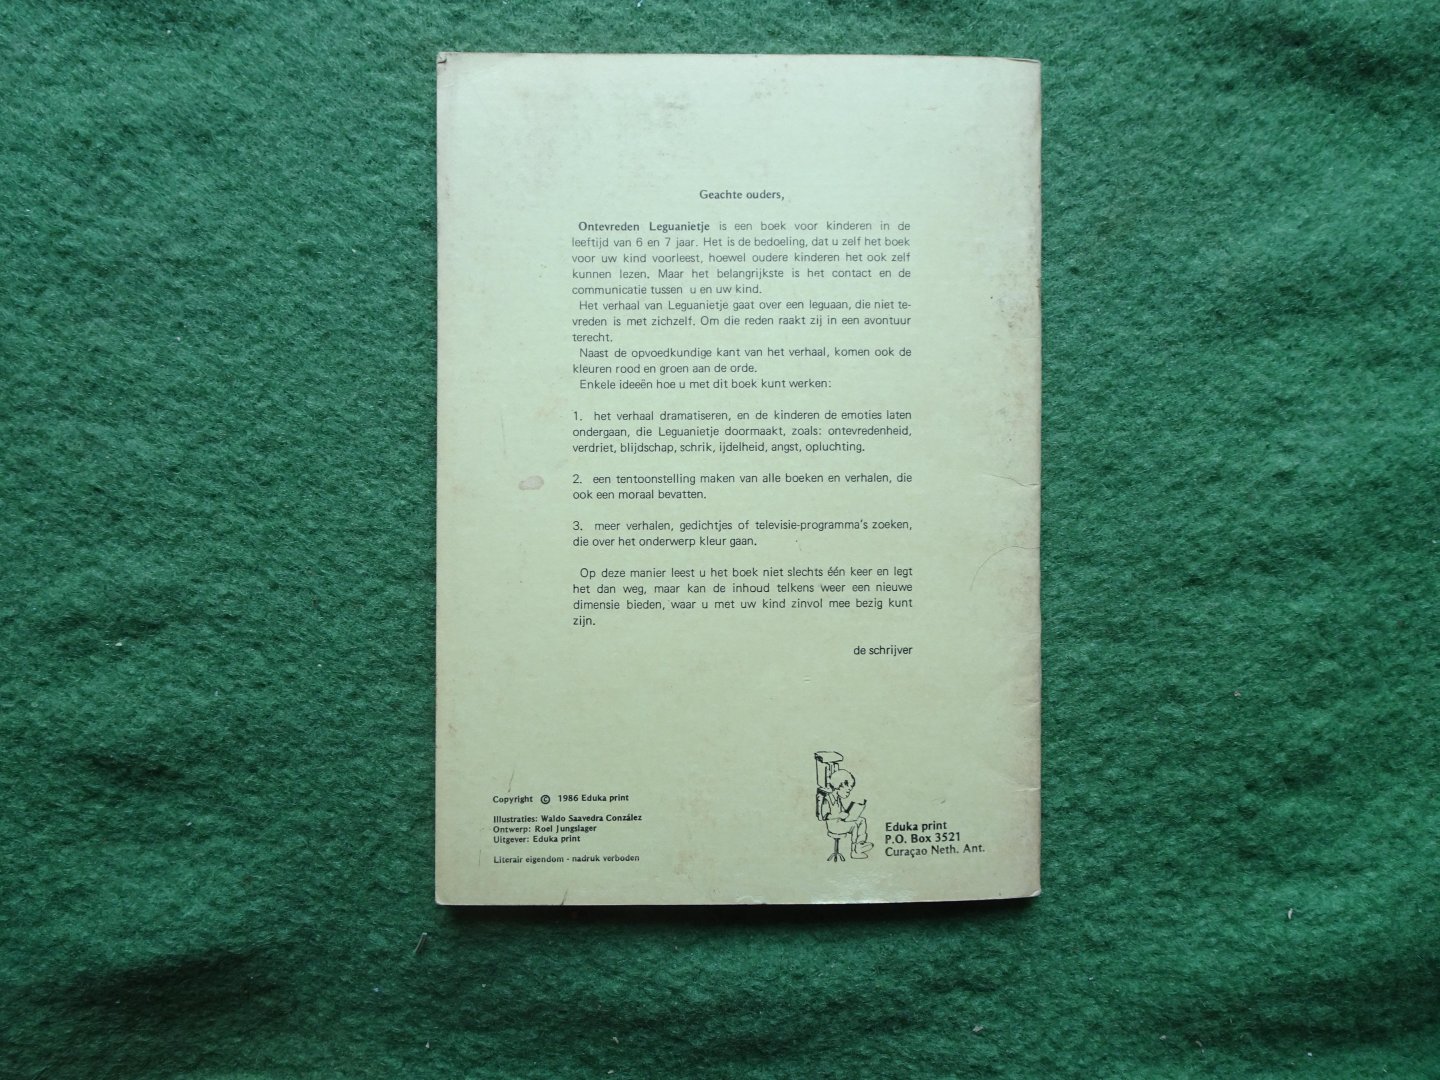 Geachte ouders,
Ontevreden Leguanietje is een boek voor kinderen in de
leeftijd van 6 en 7 jaar. Het is de bedoeling, dat u zelf het boek
voor uw kind voorleest, hoewel oudere kinderen het ook zelf
kunnen lezen. Maar het belangrijkste is het contact en de
communicatie tussen u en uw kind.
Het verhaal van Leguanietje gaat over een leguaan, die niet te-
vreden is met zichzelf. Om die reden raakt zij in een avontuur
terecht.
Naast de opvoedkundige kant van het verhaal, komen ook de
kleuren rood en groen aan de orde.
Enkele ideeën hoe u met dit boek kunt werken:
1. het verhaal dramatiseren, en de kinderen de emoties laten
ondergaan, die Leguanietje doormaakt, zoals: ontevredenheid,
verdriet, blijdschap, schrik, ijdelheid, angst, opluchting.
2. een tentoonstelling maken van alle boeken en verhalen, die
ook een moraal bevatten.
3. meer verhalen, gedichtjes of televisie-programma's zoeken,
die over het onderwerp kleur gaan.
Op deze manier leest u het boek niet slechts één keer en legt
het dan weg, maar kan de inhoud telkens weer een nieuwe
dimensie bieden, waar u met uw kind zinvol mee bezig kunt
zijn.
de schrijver
Copyright © 1986 Eduka print
Illustraties: Waldo Saavedra Conzález
Ontwerp: Roel Jungslager
Uitgever: Eduka print
Literair eigendom - nadruk verboden
Eduka print
P.O. Box 3521
Curaçao Neth. Ant.